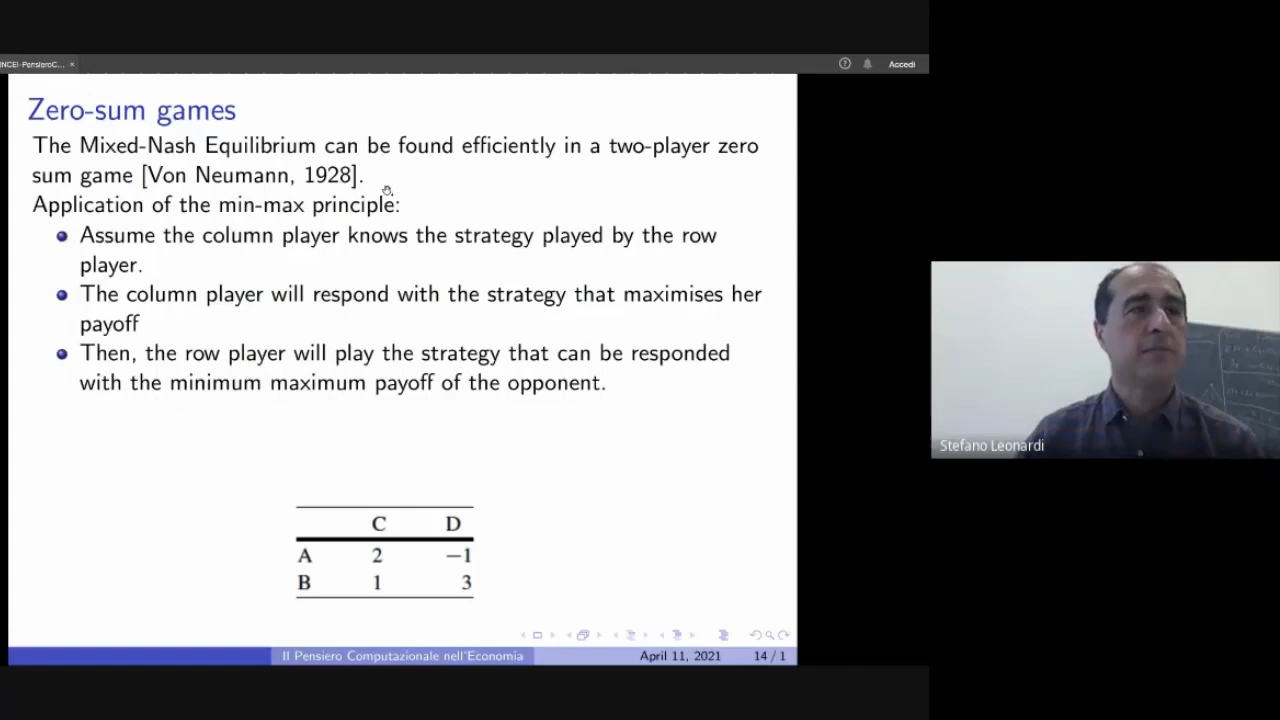 INCEI-PensieroC... ×
Accedi
Zero-sum games
The Mixed-Nash Equilibrium can be found efficiently in a two-player zero
sum game [Von Neumann, 1928].
Application of the min-max principle:
Assume the column player knows the strategy played by the row
player.
The column player will respond with the strategy that maximises her
payoff
Then, the row player will play the strategy that can be responded
with the minimum maximum payoff of the opponent.
C D
A 2 −1
B 1 3
Il Pensiero Computazionale nell'Economia April 11, 2021 14 / 1
Stefano Leonardi